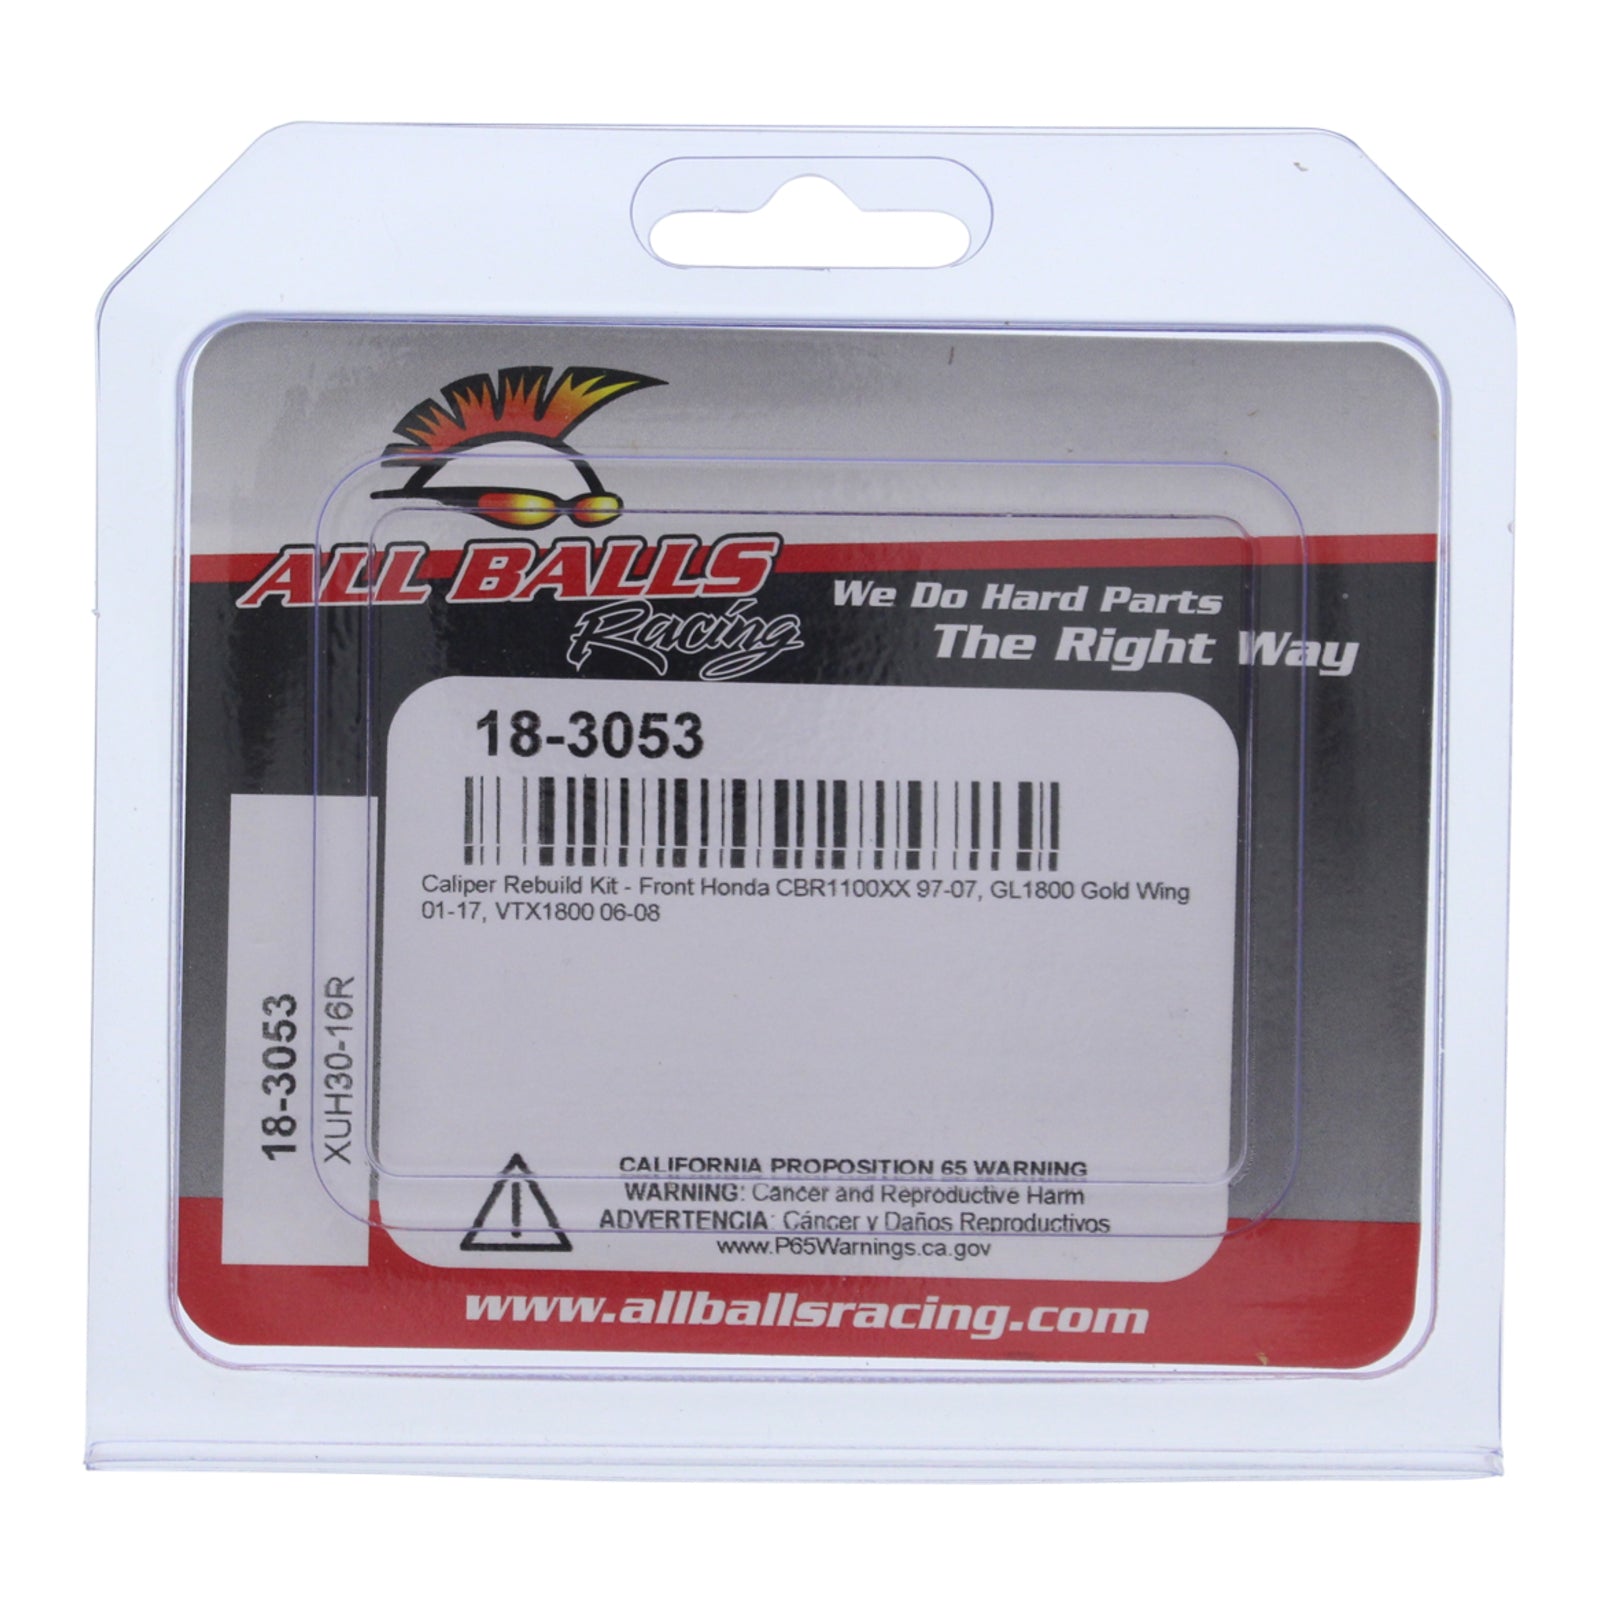 ALL BALLS
Racing
We Do Hard Parts
The Right Way
18-3053
Caliper Rebuild Kit - Front Honda CBR1100XX 97-07, GL1800 Gold Wing
01-17, VTX1800 06-08
18-3053
XUH30-16R
CALIFORNIA PROPOSITION 65 WARNING
WARNING: Cancer and Reproductive Harm
ADVERTENCIA: Cáncer y Daños Reproductivos
www.P65Warnings.ca.gov
www.allballsracing.com